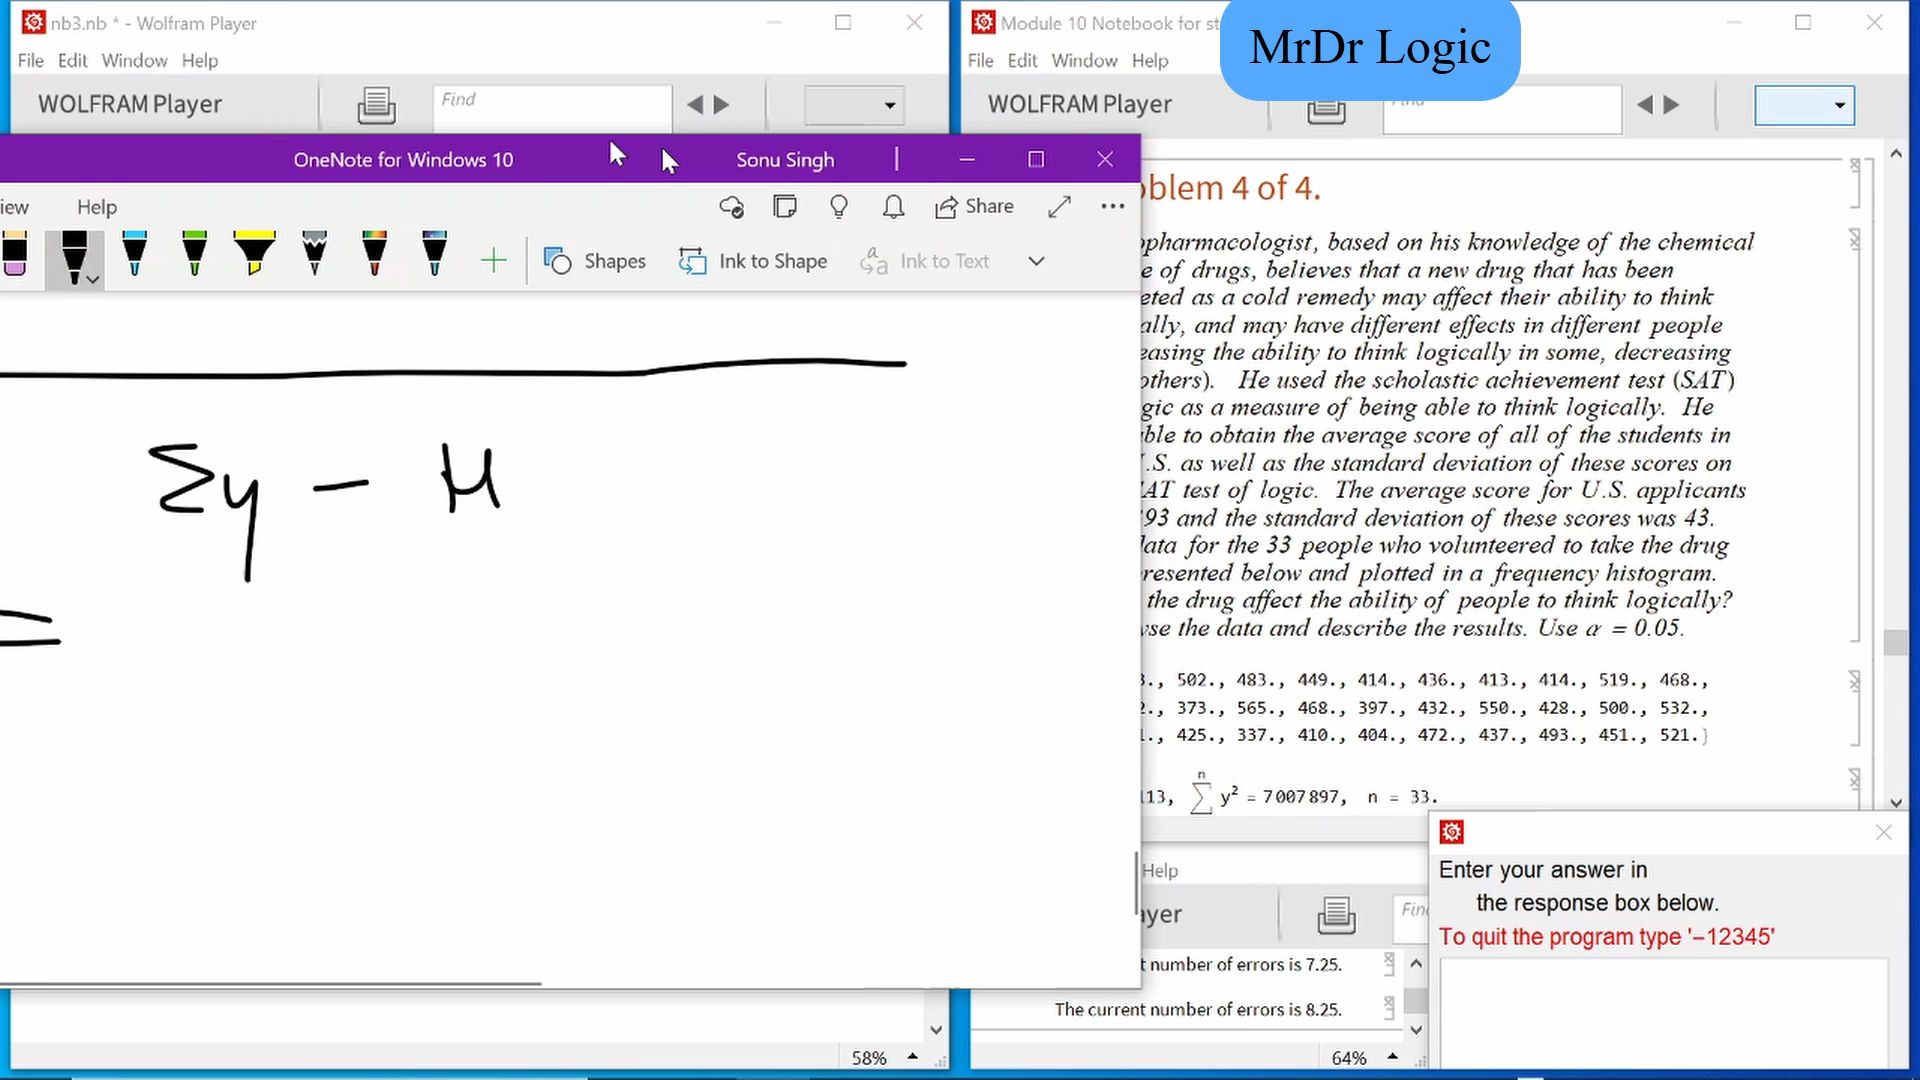 nb3.nb * - Wolfram Player
File Edit Window Help
WOLFRAM Player
Find
Module 10 Notebook for st
MrDr Logic
File Edit Window Help
WOLFRAM Player
OneNote for Windows 10
Sonu Singh
iew Help
Share
Shapes
Ink to Shape
Ink to Text
Σy - μ
=
oblem 4 of 4.
opharmacologist, based on his knowledge of the chemical
e of drugs, believes that a new drug that has been
eted as a cold remedy may affect their ability to think
ally, and may have different effects in different people
easing the ability to think logically in some, decreasing
others). He used the scholastic achievement test (SAT)
gic as a measure of being able to think logically. He
ble to obtain the average score of all of the students in
.S. as well as the standard deviation of these scores on
AT test of logic. The average score for U.S. applicants
93 and the standard deviation of these scores was 43.
data for the 33 people who volunteered to take the drug
resented below and plotted in a frequency histogram.
the drug affect the ability of people to think logically?
yse the data and describe the results. Use α = 0.05.
., 502., 483., 449., 414., 436., 413., 414., 519., 468.,
., 373., 565., 468., 397., 432., 550., 428., 500., 532.,
., 425., 337., 410., 404., 472., 437., 493., 451., 521.}
113, n∑ y² = 7007897, n = 33.
Help
ayer
Find
t number of errors is 7.25.
The current number of errors is 8.25.
58%
64%
Enter your answer in
the response box below.
To quit the program type '-12345'